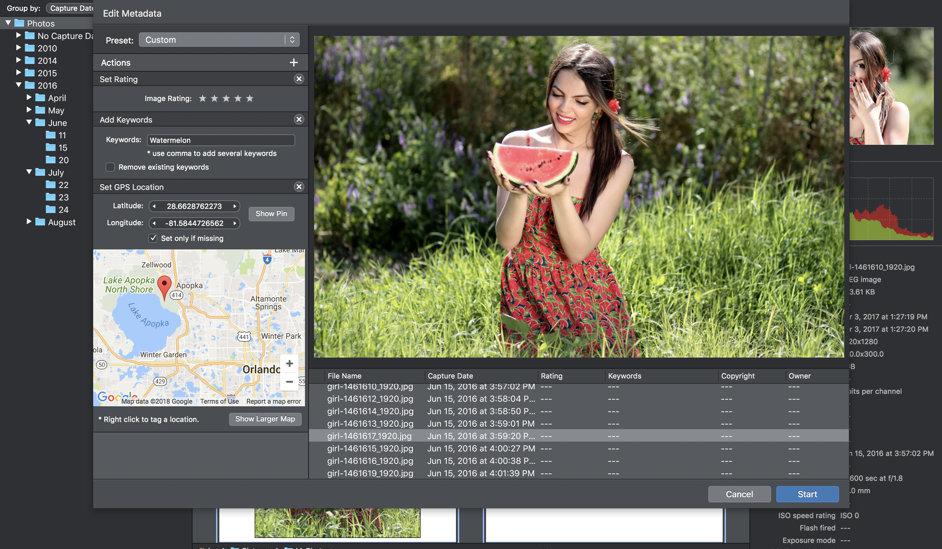 Group by: Capture Date
Edit Metadata
Photos
No Capture Da
2010
2014
2015
2016
April
May
June
11
15
20
July
22
23
24
August
Preset: Custom
Actions
Set Rating
Image Rating:
Add Keywords
Keywords: Watermelon
* use comma to add several keywords
Remove existing keywords
Set GPS Location
Latitude: 28.6628762273
Longitude: -81.5844726562
Show Pin
Set only if missing
Lake Mar
Zellwood
Lake Apopka
North Shore
Apopka
414
4
Altamonte
Springs
Lake Apopka
441
Winter Park
ola
Winter Garden
50
429
Orlando
Google
Map data ©2018 Google Terms of Use Report a map error
* Right click to tag a location.
Show Larger Map
File Name Capture Date Rating Keywords Copyright Owner
girl-1461610_1920.jpg Jun 15, 2016 at 3:57:02 PM --- --- --- ---
girl-1461612_1920.jpg Jun 15, 2016 at 3:58:04 P... --- --- --- ---
girl-1461614_1920.jpg Jun 15, 2016 at 3:58:50 P... --- --- --- ---
girl-1461613_1920.jpg Jun 15, 2016 at 3:59:01 PM --- --- --- ---
girl-1461617_1920.jpg Jun 15, 2016 at 3:59:20 P... --- --- --- ---
girl-1461615_1920.jpg Jun 15, 2016 at 4:00:27 PM --- --- --- ---
girl-1461616_1920.jpg Jun 15, 2016 at 4:00:38 P... --- --- --- ---
girl-1461619_1920.jpg Jun 15, 2016 at 4:01:39 PM --- --- --- ---
Cancel
Start
l-1461610_1920.jpg
EG image
3.61 KB
r 3, 2017 at 1:27:19 PM
r 3, 2017 at 1:27:20 PM
20x1280
0.0x300.0
bits per channel
n 15, 2016 at 3:57:02 PM
600 sec at f/1.8
.0 mm
ISO speed rating ISO 0
Flash fired ---
Exposure mode ---